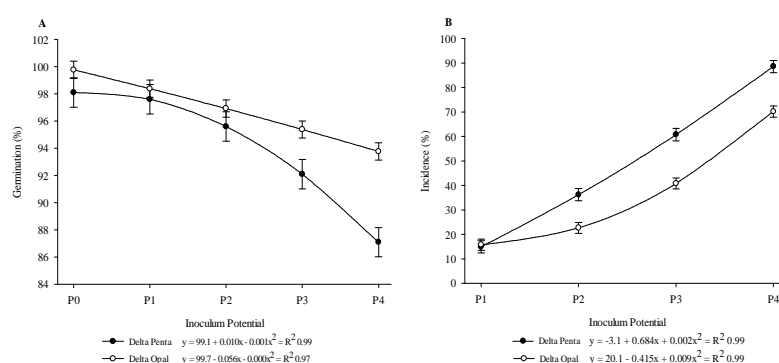 A
102
100
98
96
94
92
90
88
86
84
Germination (%)
P0 P1 P2 P3 P4
Inoculum Potential
Delta Penta y = 99.1 + 0.010x - 0.001x² = R² 0.99
Delta Opal y = 99.7 - 0.056x - 0.000x² = R² 0.97
B
100
90
80
70
60
50
40
30
20
10
0
Incidence (%)
P1 P2 P3 P4
Inoculum Potential
Delta Penta y = -3.1 + 0.684x + 0.002x² = R² 0.99
Delta Opal y = 20.1 - 0.415x + 0.009x² = R² 0.99